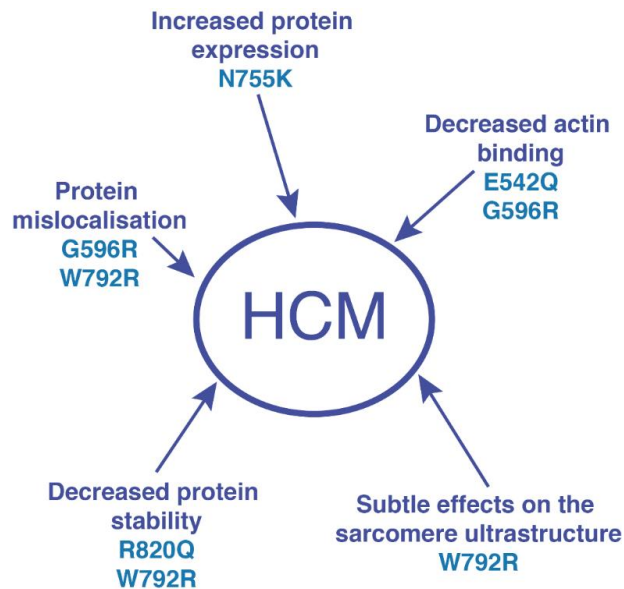 Increased protein
expression
N755K
Decreased actin
binding
E542Q
G596R
Protein
mislocalisation
G596R
W792R
HCM
Decreased protein
stability
R820Q
W792R
Subtle effects on the
sarcomere ultrastructure
W792R